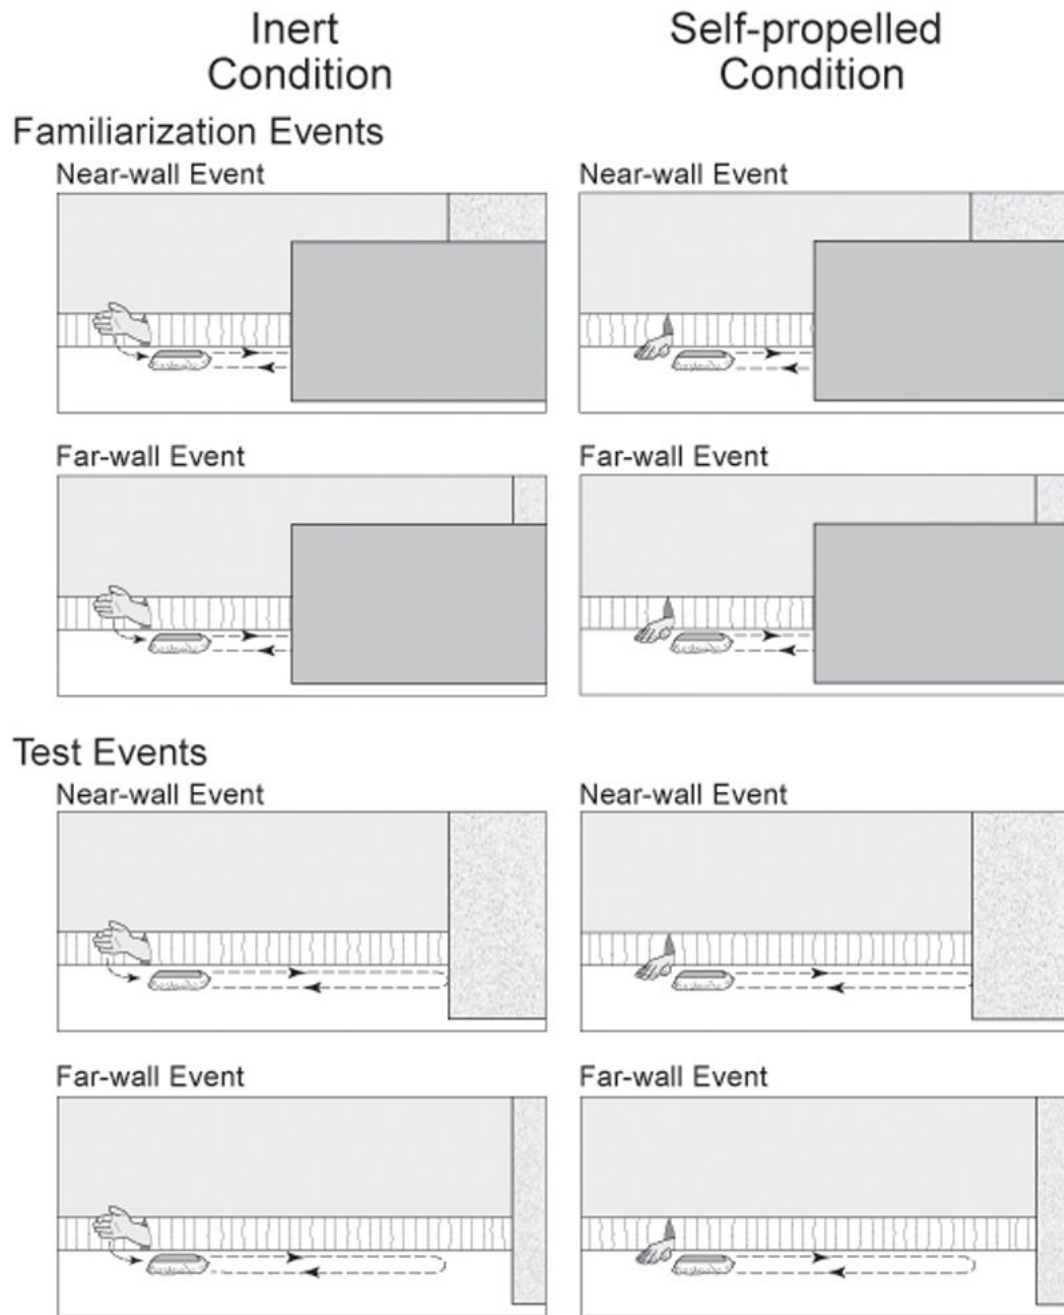 Inert
Condition
Self-propelled
Condition
Familiarization Events
Near-wall Event
Near-wall Event
Far-wall Event
Far-wall Event
Test Events
Near-wall Event
Near-wall Event
Far-wall Event
Far-wall Event